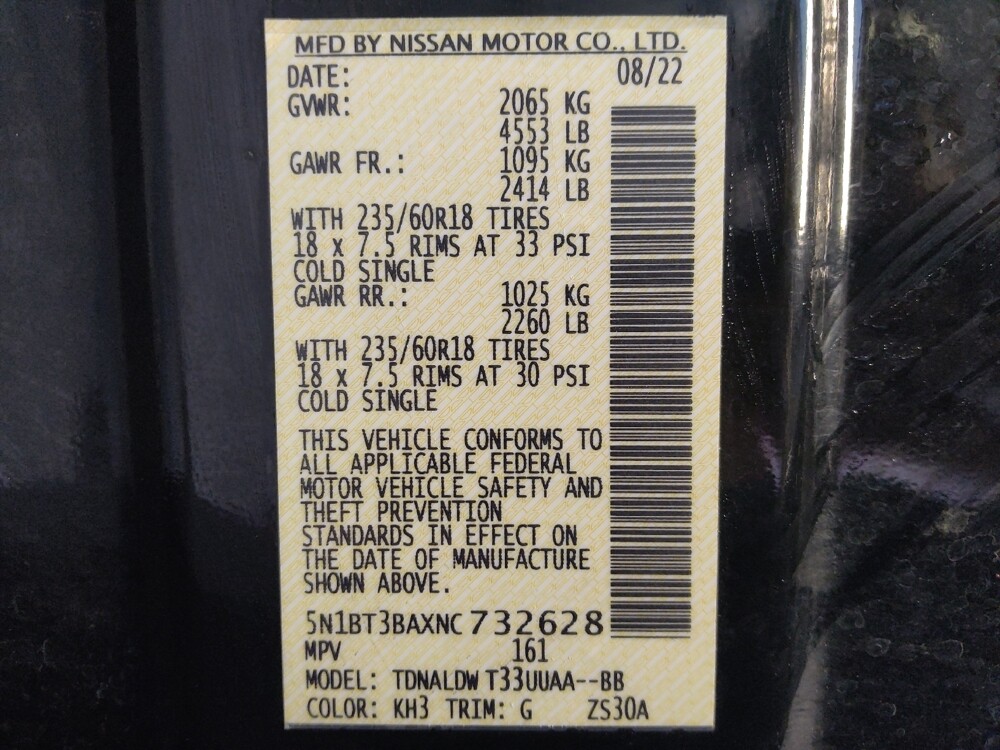 MFD BY NISSAN MOTOR CO., LTD.
DATE: 08/22
GVWR: 2065 KG
4553 LB
GAWR FR.: 1095 KG
2414 LB
WITH 235/60R18 TIRES
18 x 7.5 RIMS AT 33 PSI
COLD SINGLE
GAWR RR.: 1025 KG
2260 LB
WITH 235/60R18 TIRES
18 x 7.5 RIMS AT 30 PSI
COLD SINGLE
THIS VEHICLE CONFORMS TO
ALL APPLICABLE FEDERAL
MOTOR VEHICLE SAFETY AND
THEFT PREVENTION
STANDARDS IN EFFECT ON
THE DATE OF MANUFACTURE
SHOWN ABOVE.
5N1BT3BAXNC732628
MPV 161
MODEL: TDNALDW T33UUAA--BB
COLOR: KH3 TRIM: G ZS30A